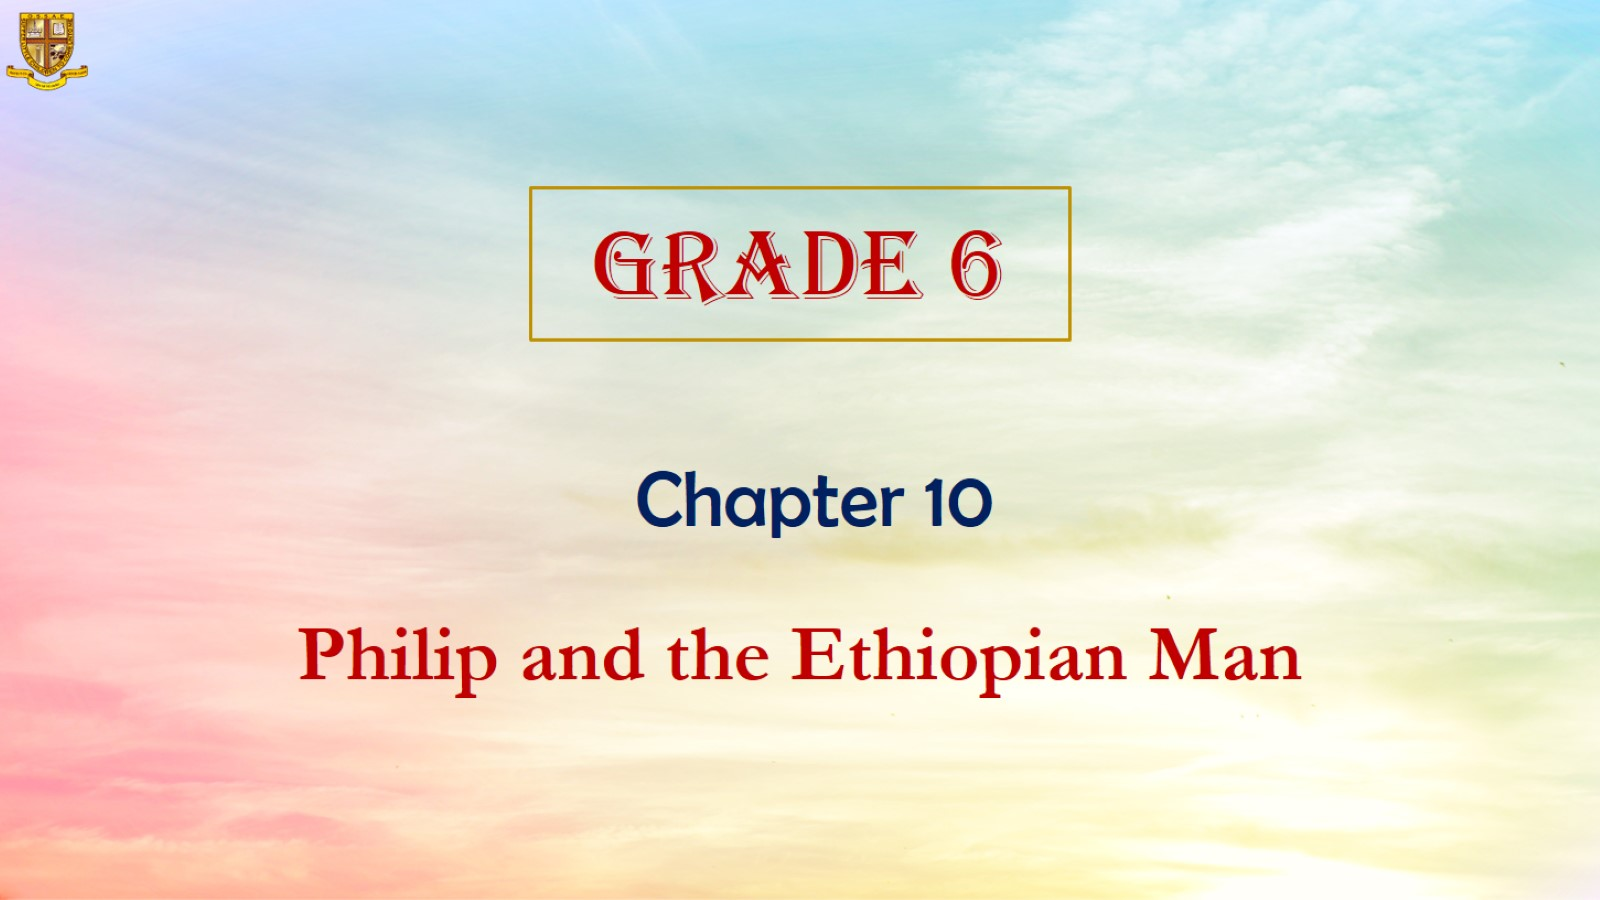 GRADE 6
Chapter 10
Philip and the Ethiopian Man